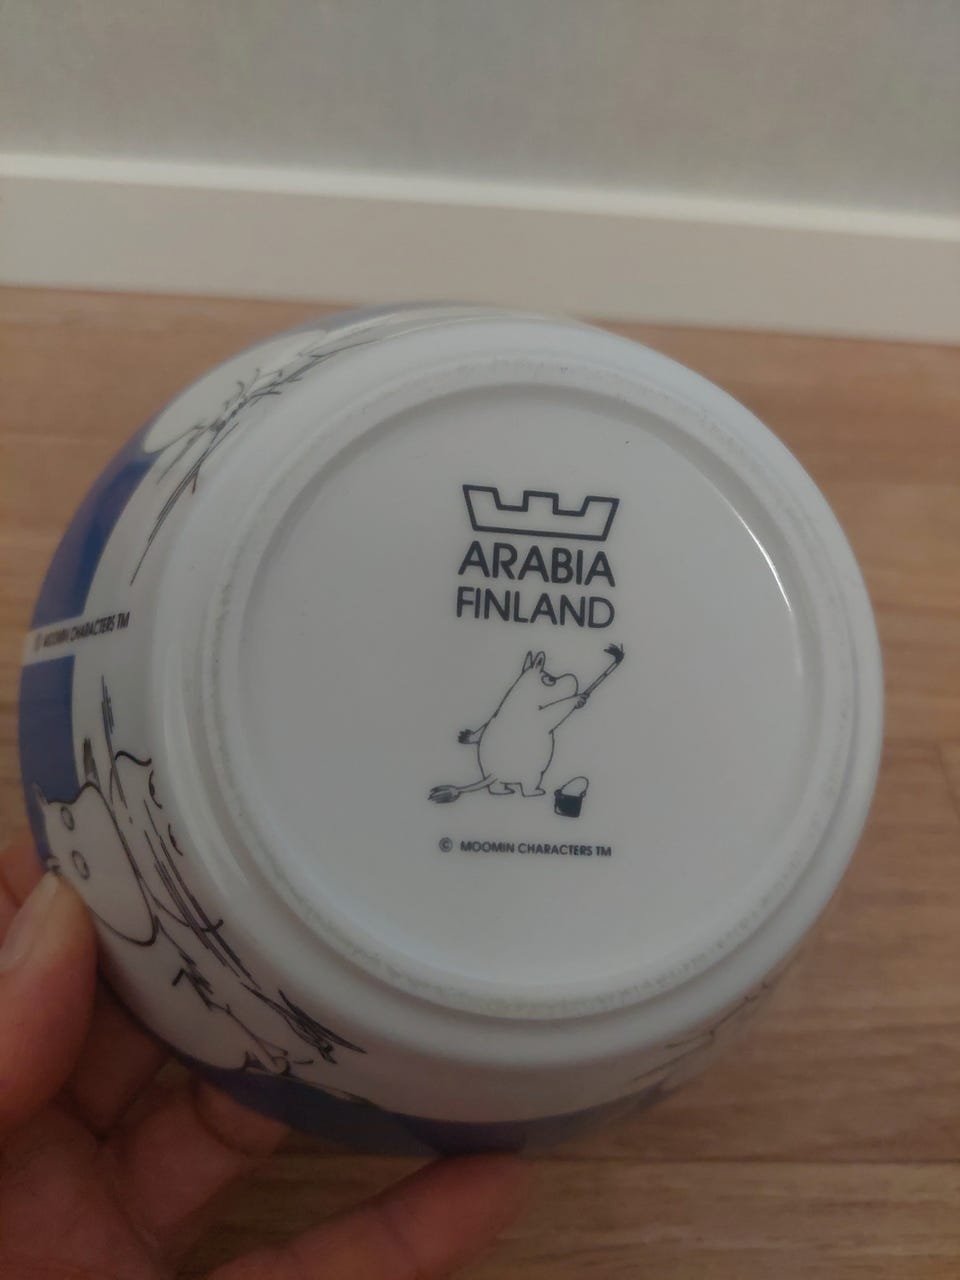 ARABIA
FINLAND
© MOOMIN CHARACTERS TM
© MOOMIN CHARACTERS TM